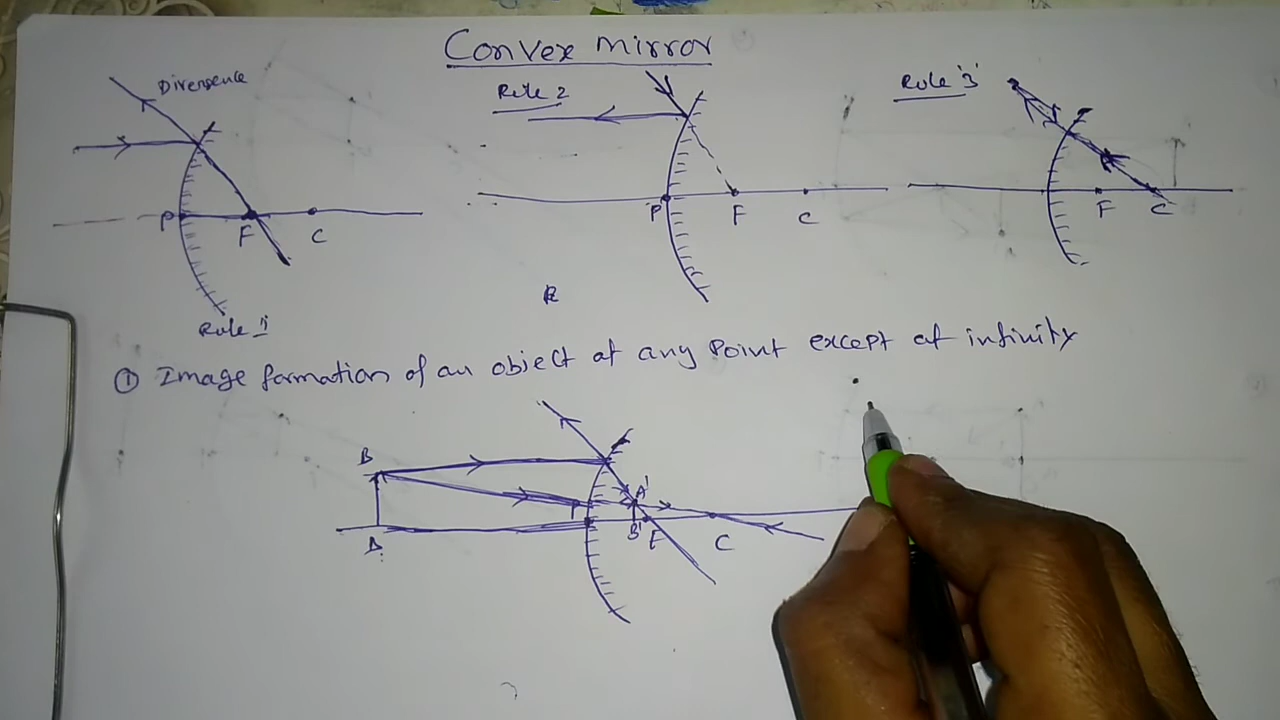 Convex mirror
Divergence
P
F
C
Rule 1
Rule 2
P
F
C
Rule '3'
F
C
R
① Image formation of an object at any point except at infinity
B
P
A'
B'
F
C